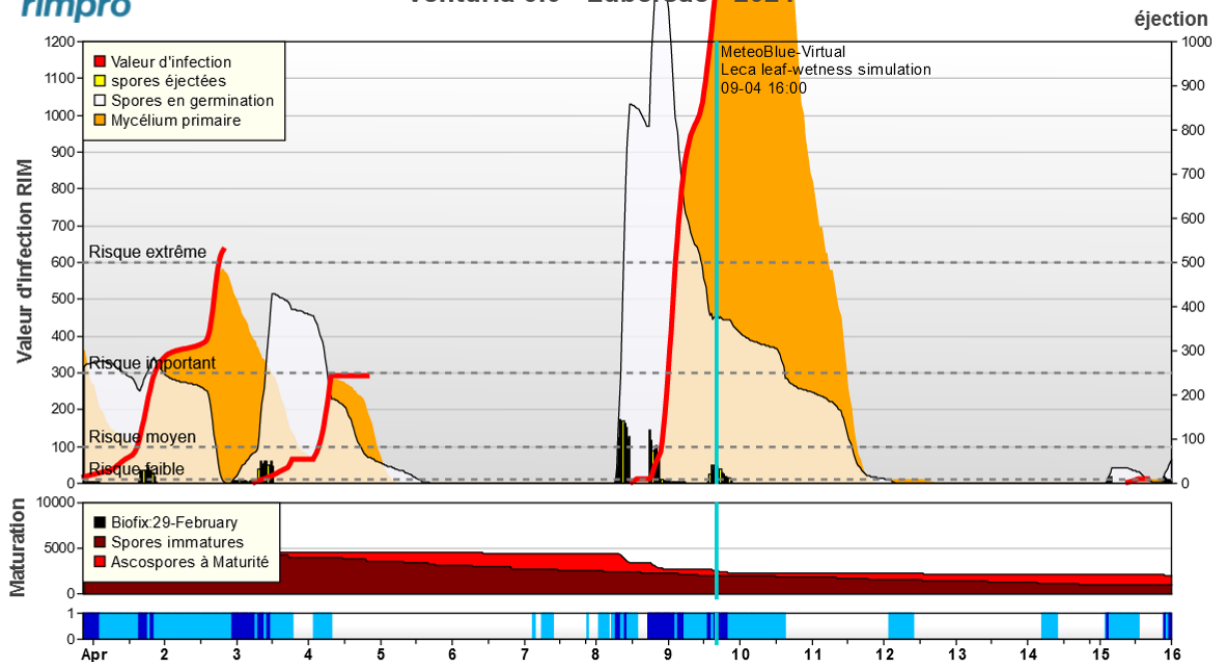 rimpro
éjection
1200
1100
1000
900
800
700
600
500
400
300
200
100
0
Valeur d'infection RIM
Valeur d'infection
spores éjectées
Spores en germination
Mycélium primaire
MeteoBlue-Virtual
Leca leaf-wetness simulation
09-04 16:00
Risque extrême
Risque important
Risque moyen
Risque faible
1000
900
800
700
600
500
400
300
200
100
0
Maturation
10000
5000
0
Biofix:29-February
Spores immatures
Ascospores à Maturité
1
0
Apr 2 3 4 5 6 7 8 9 10 11 12 13 14 15 16